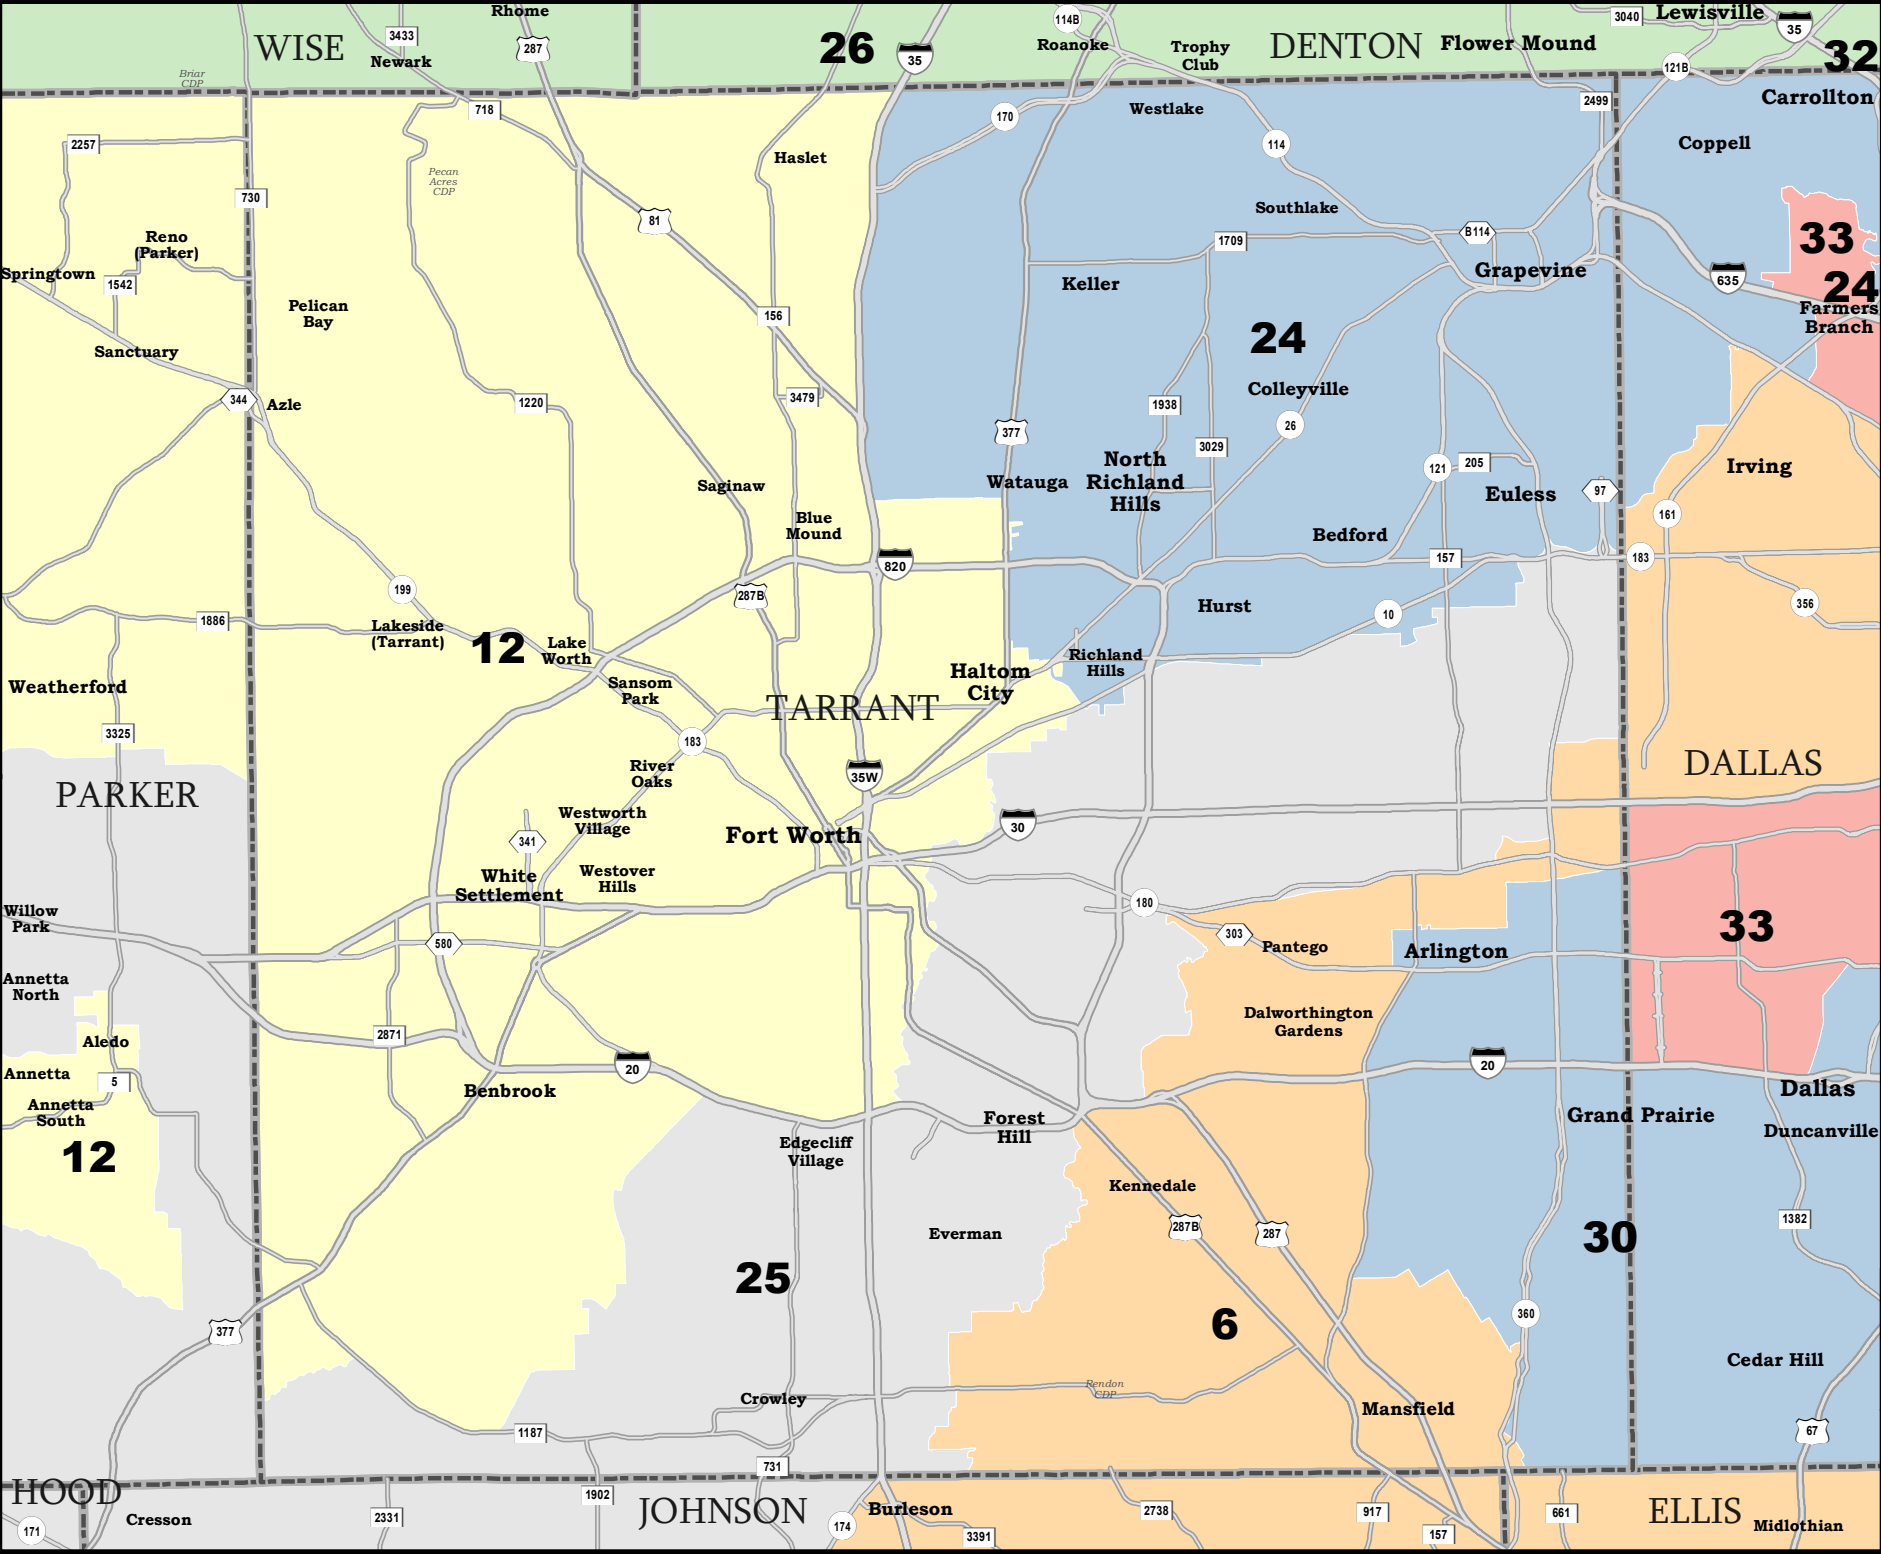 Rhome
3433
WISE
Newark
287
Briar
CDP
26
35
114B
Roanoke
Trophy
Club
DENTON
Flower Mound
3040
Lewisville
35
32
121B
Carrollton
2499
718
170
Westlake
114
Coppell
2257
Haslet
Pecan
Acres
CDP
730
81
Southlake
33
Reno
(Parker)
1709
B114
Springtown
1542
Keller
Grapevine
635
24
Farmers
Branch
Pelican
Bay
156
24
Sanctuary
344
Azle
1220
3479
1938
Colleyville
26
377
3029
North
Richland
Hills
121
205
Irving
Watauga
Euless
97
Saginaw
161
Blue
Mound
Bedford
820
157
183
199
287B
Hurst
10
356
1886
Lakeside
(Tarrant)
12
Lake
Worth
Richland
Hills
Haltom
City
Weatherford
Sansom
Park
TARRANT
3325
183
River
Oaks
35W
DALLAS
PARKER
Westworth
Village
Fort Worth
30
341
White
Settlement
Westover
Hills
180
Willow
Park
580
303
Pantego
Arlington
33
Annetta
North
Dalworthington
Gardens
Aledo
2871
20
20
Annetta
5
Benbrook
Dallas
Annetta
South
Forest
Hill
Grand Prairie
Duncanville
12
Edgecliff
Village
Kennedale
287B
287
1382
Everman
30
25
6
360
377
Cedar Hill
Rendon
CDP
Crowley
Mansfield
1187
67
731
HOOD
1902
JOHNSON
Burleson
2738
917
661
ELLIS
171
Cresson
2331
174
3391
157
Midlothian